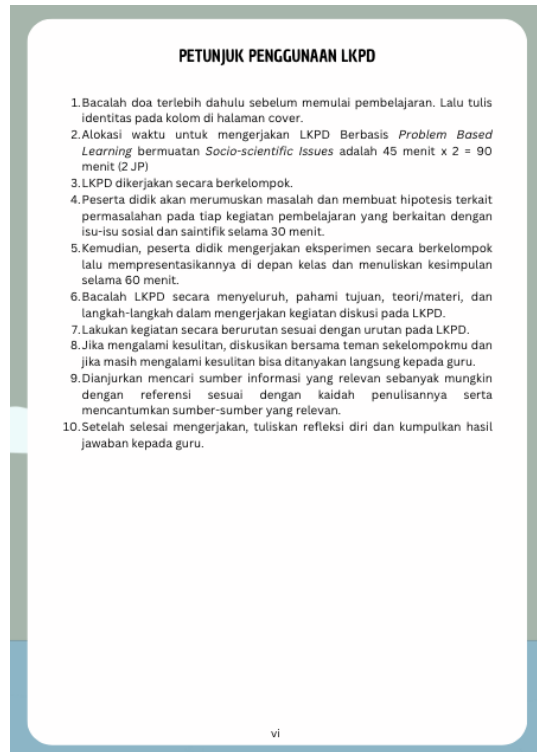 PETUNJUK PENGGUNAAN LKPD
1. Bacalah doa terlebih dahulu sebelum memulai pembelajaran. Lalu tulis
identitas pada kolom di halaman cover.
2. Alokasi waktu untuk mengerjakan LKPD Berbasis Problem Based
Learning bermuatan Socio-scientific Issues adalah 45 menit x 2 = 90
menit (2 JP)
3. LKPD dikerjakan secara berkelompok.
4. Peserta didik akan merumuskan masalah dan membuat hipotesis terkait
permasalahan pada tiap kegiatan pembelajaran yang berkaitan dengan
isu-isu sosial dan saintifik selama 30 menit.
5. Kemudian, peserta didik mengerjakan eksperimen secara berkelompok
lalu mempresentasikannya di depan kelas dan menuliskan kesimpulan
selama 60 menit.
6. Bacalah LKPD secara menyeluruh, pahami tujuan, teori/materi, dan
langkah-langkah dalam mengerjakan kegiatan diskusi pada LKPD.
7. Lakukan kegiatan secara berurutan sesuai dengan urutan pada LKPD.
8. Jika mengalami kesulitan, diskusikan bersama teman sekelompokmu dan
jika masih mengalami kesulitan bisa ditanyakan langsung kepada guru.
9. Dianjurkan mencari sumber informasi yang relevan sebanyak mungkin
dengan referensi sesuai dengan kaidah penulisannya serta
mencantumkan sumber-sumber yang relevan.
10. Setelah selesai mengerjakan, tuliskan refleksi diri dan kumpulkan hasil
jawaban kepada guru.
vi